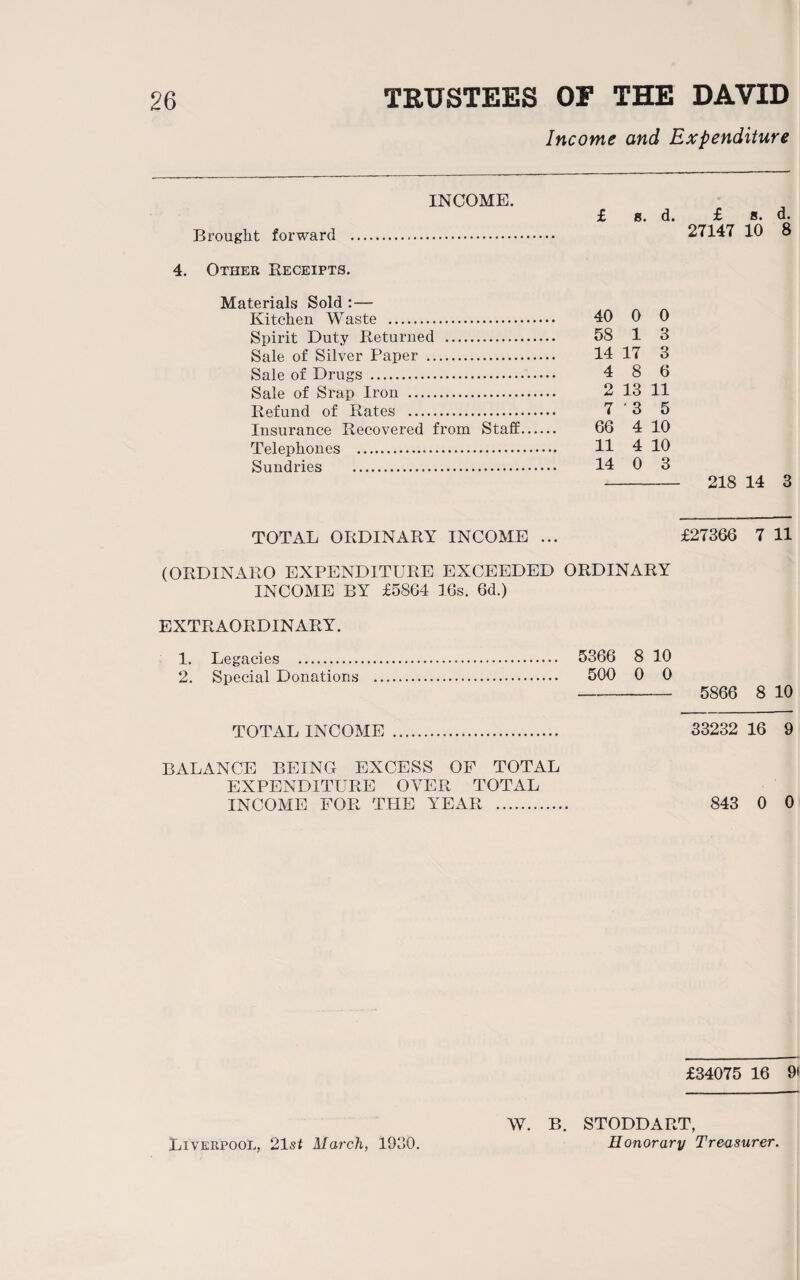 26 TRUSTEES OF THE DAVID
Income and Expenditure
INCOME.
£ s. d. £ s. d.
Brought forward ........ 27147 10 8
4. OTHER RECEIPTS.
Materials Sold :—
Kitchen Waste ........ 40 0 0
Spirit Duty Returned ........ 58 1 3
Sale of Silver Paper ........ 14 17 3
Sale of Drugs ........ 4 8 6
Sale of Srap Iron ........ 2 13 11
Refund of Rates ........ 7 3 5
Insurance Recovered from Staff...... 66 4 10
Telephones ........ 11 4 10
Sundries ........ 14 0 3
218 14 3
TOTAL ORDINARY INCOME ... £27366 7 11
(ORDINARO EXPENDITURE EXCEEDED ORDINARY
INCOME BY £5864 16s. 6d.)
EXTRAORDINARY.
1. Legacies ........ 5366 8 10
2. Special Donations ........ 500 0 0
5866 8 10
TOTAL INCOME ........ 33232 16 9
BALANCE BEING EXCESS OF TOTAL
EXPENDITURE OVER TOTAL
INCOME FOR THE YEAR ........ 843 0 0
£34075 16 9
W. B. STODDART,
LIVERPOOL, 21st March, 1930. Honorary Treasurer.